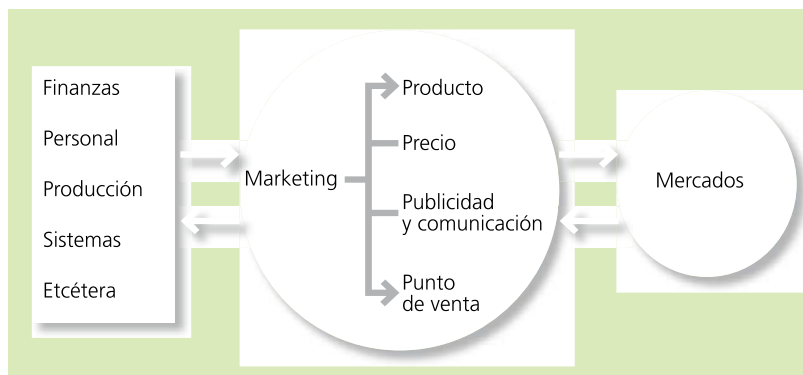 Finanzas
Personal
Producción
Sistemas
Etcétera
Marketing
Producto
Precio
Publicidad
y comunicación
Punto
de venta
Mercados